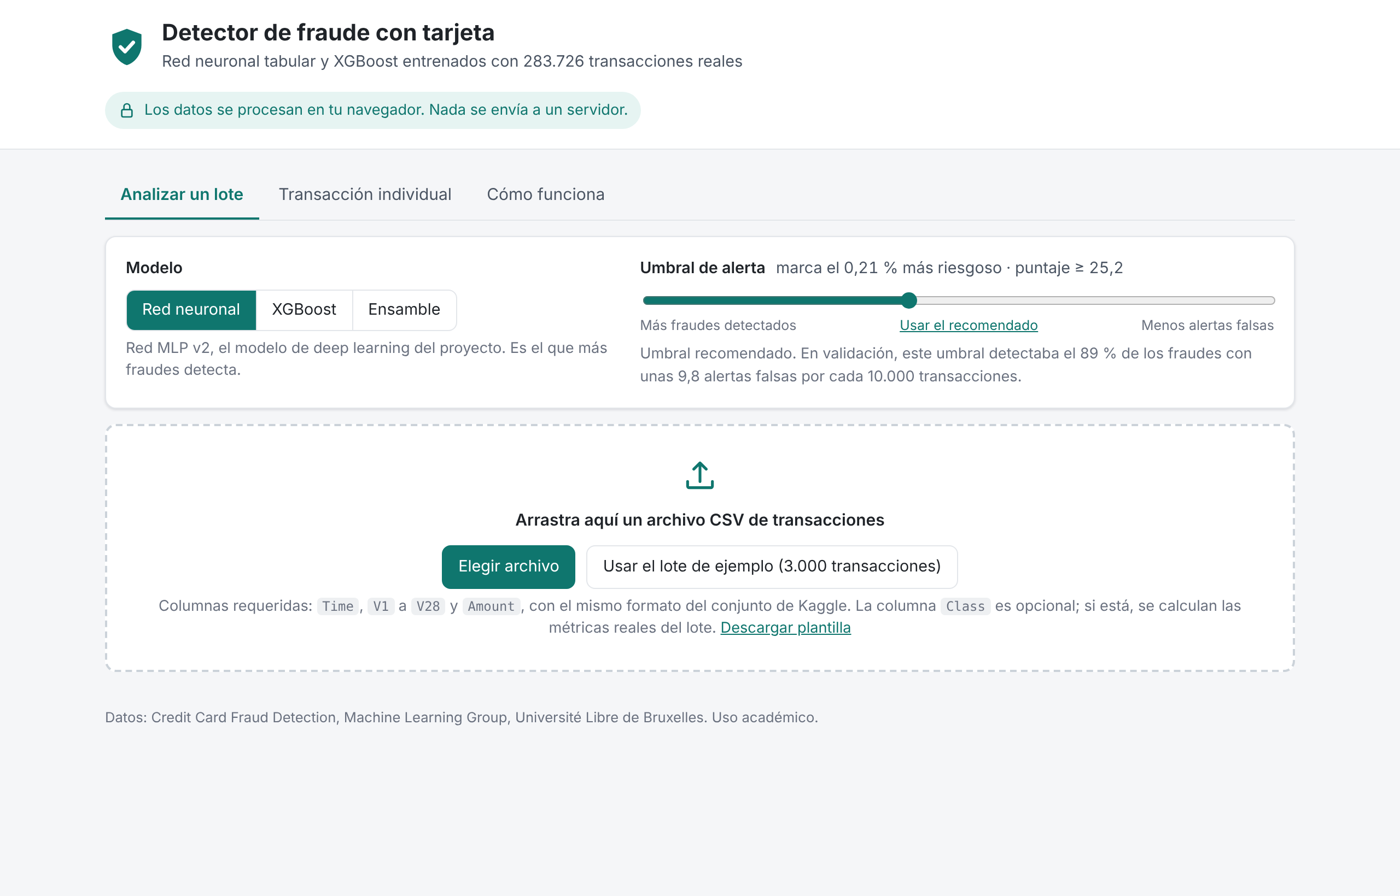 Detector de fraude con tarjeta
Red neuronal tabular y XGBoost entrenados con 283.726 transacciones reales
Los datos se procesan en tu navegador. Nada se envía a un servidor.
Analizar un lote
Transacción individual
Cómo funciona
Modelo
Red neuronal
XGBoost
Ensamble
Red MLP v2, el modelo de deep learning del proyecto. Es el que más
fraudes detecta.
Umbral de alerta marca el 0,21 % más riesgoso · puntaje ≥ 25,2
Más fraudes detectados
Usar el recomendado
Menos alertas falsas
Umbral recomendado. En validación, este umbral detectaba el 89 % de los fraudes con
unas 9,8 alertas falsas por cada 10.000 transacciones.
Arrastra aquí un archivo CSV de transacciones
Elegir archivo
Usar el lote de ejemplo (3.000 transacciones)
Columnas requeridas: Time, V1 a V28 y Amount, con el mismo formato del conjunto de Kaggle. La columna Class es opcional; si está, se calculan las
métricas reales del lote. Descargar plantilla
Datos: Credit Card Fraud Detection, Machine Learning Group, Université Libre de Bruxelles. Uso académico.